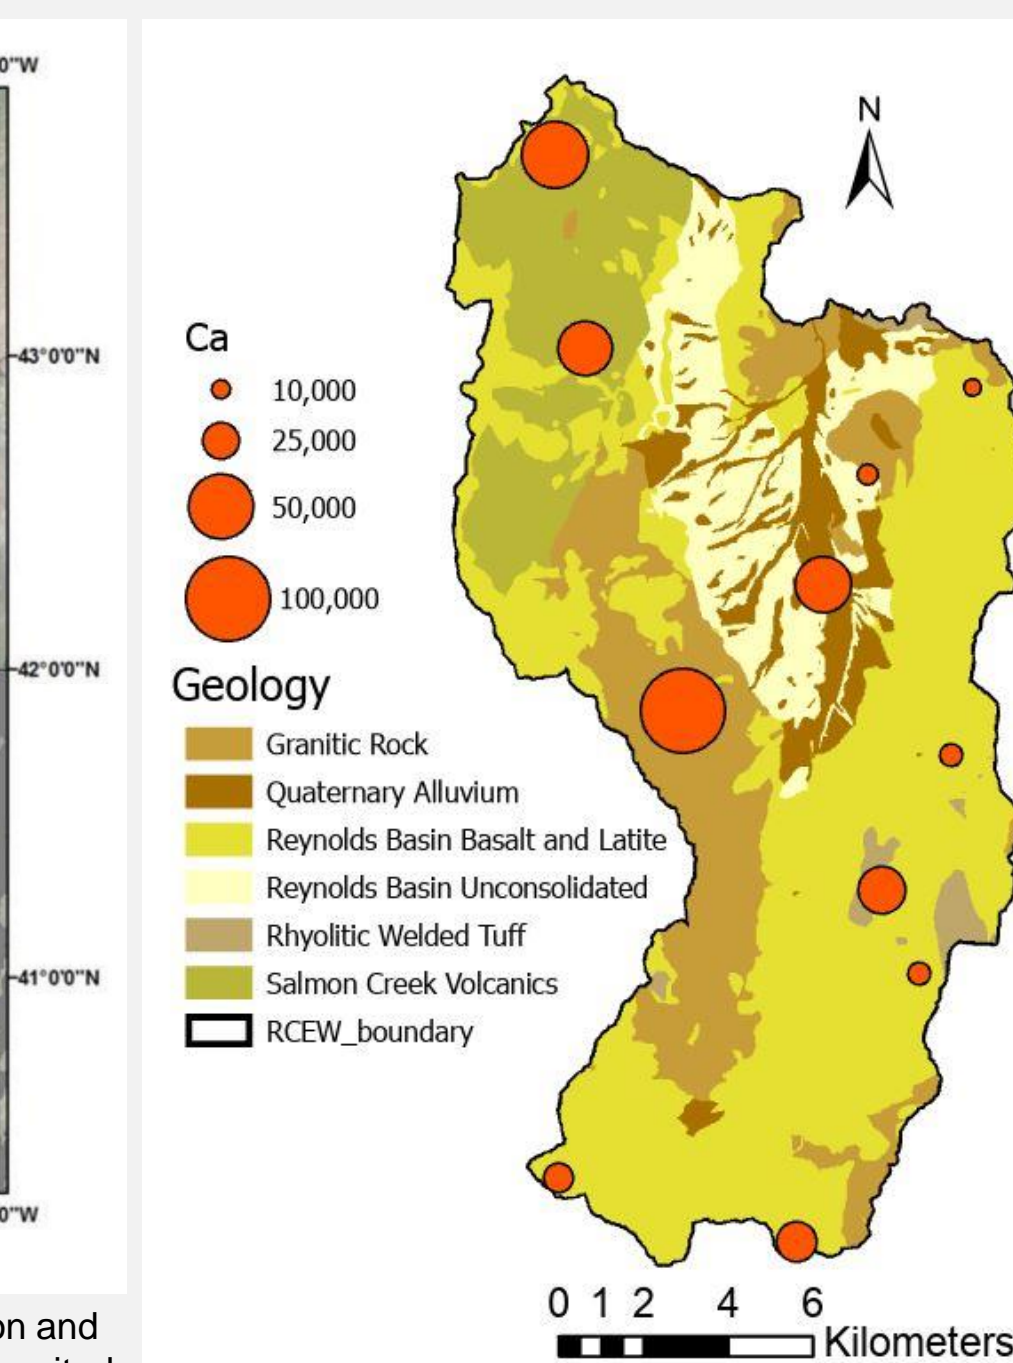 0"W
43°0'0"N
42°0'0"N
41°0'0"N
0"W
on and
N
Ca
10,000
25,000
50,000
100,000
Geology
Granitic Rock
Quaternary Alluvium
Reynolds Basin Basalt and Latite
Reynolds Basin Unconsolidated
Rhyolitic Welded Tuff
Salmon Creek Volcanics
RCEW_boundary
0 1 2 4 6
Kilometers